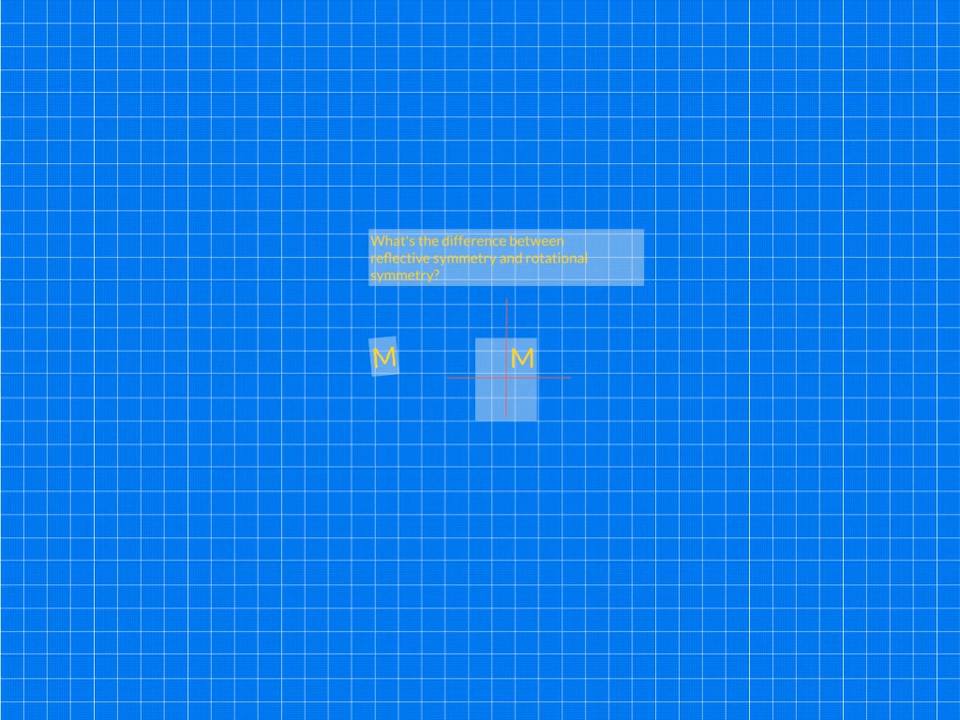 What's the difference between
reflective symmetry and rotational
symmetry?
M
M